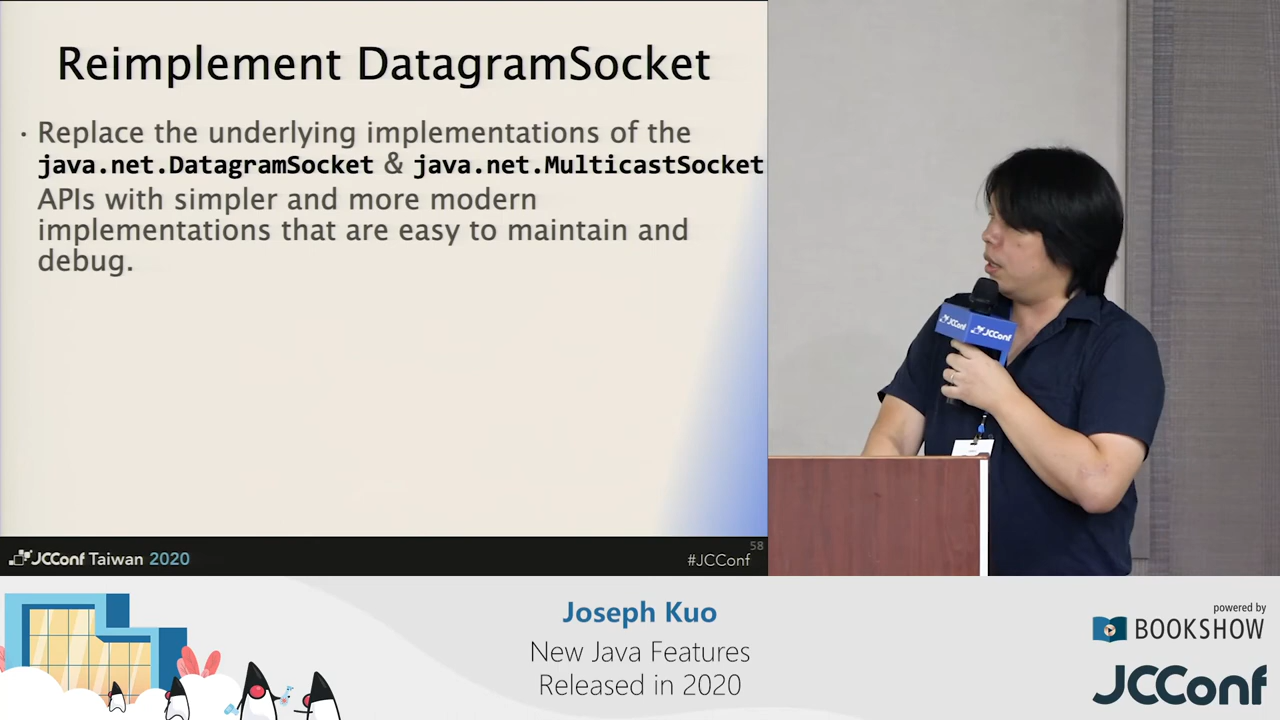 Reimplement DatagramSocket
• Replace the underlying implementations of the
java.net.DatagramSocket & java.net.MulticastSocket
APIs with simpler and more modern
implementations that are easy to maintain and
debug.
JCConf Taiwan 2020
#JCConf
58
JCConf
JCConf
Joseph Kuo
New Java Features
Released in 2020
powered by
BOOKSHOW
JCConf